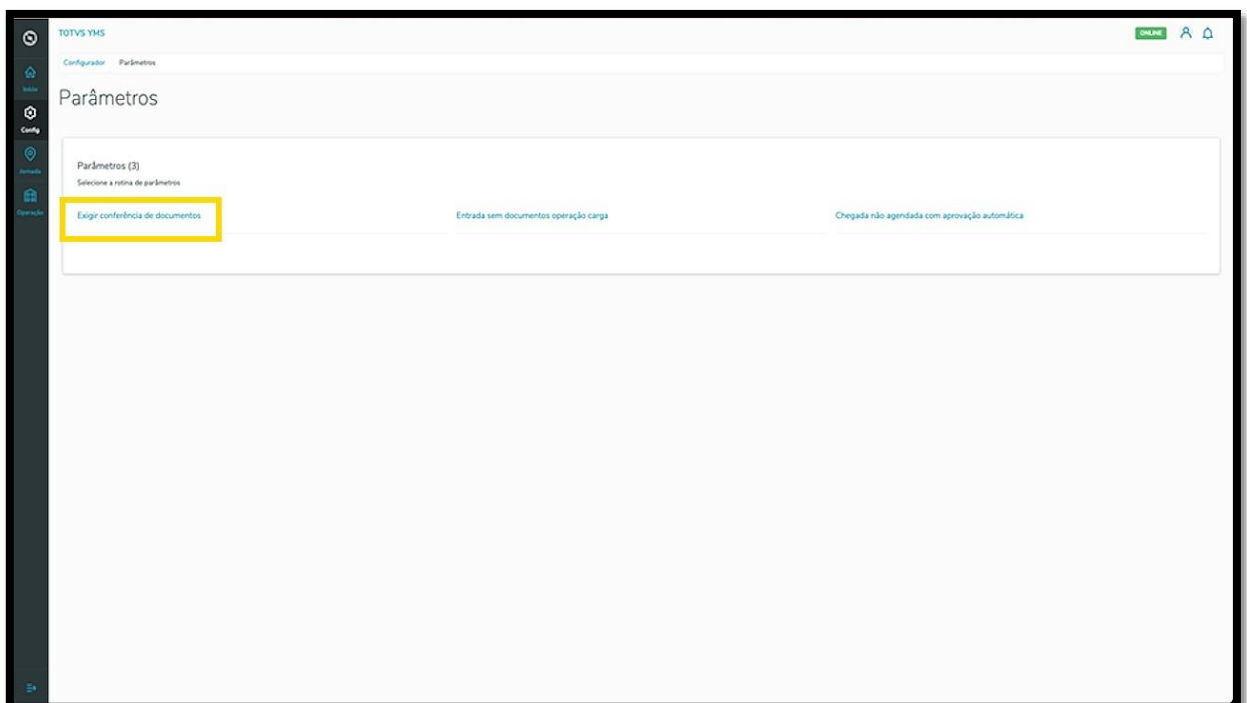 TOTVS YMS
ONLINE
Configurador Parâmetros
Início
Parâmetros
Config
Jornada
Operação
Parâmetros (3)
Selecione a rotina de parâmetros
Exigir conferência de documentos
Entrada sem documentos operação carga
Chegada não agendada com aprovação automática